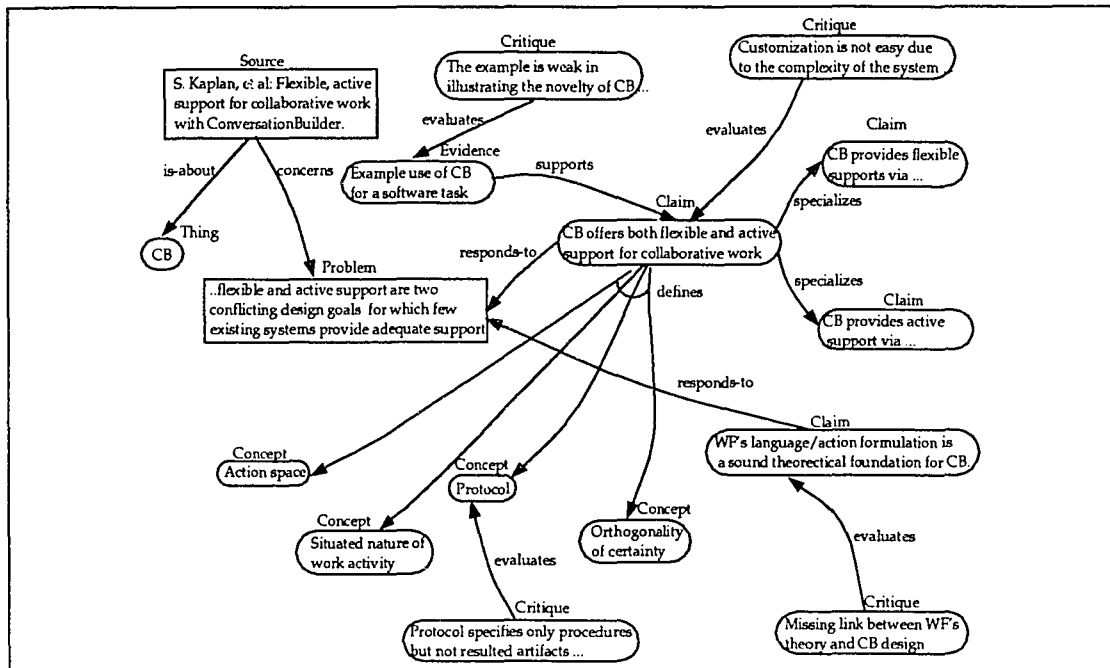 Critique
Customization is not easy due
to the complexity of the system ...
Critique
The example is weak in
illustrating the novelty of CB ...
Source
S. Kaplan, et al: Flexible, active
support for collaborative work
with ConversationBuilder.
evaluates
evaluates
Evidence
Example use of CB
for a software task
supports
Claim
CB provides flexible
supports via ...
is-about
concerns
specializes
Claim
CB offers both flexible and active
support for collaborative work
Thing
CB
responds-to
Problem
..flexible and active support are two
conflicting design goals for which few
existing systems provide adequate support
defines
specializes
Claim
CB provides active
support via ...
responds-to
Claim
WF's language/action formulation is
a sound theorectical foundation for CB.
Concept
Action space
Concept
Protocol
Concept
Situated nature of
work activity
Concept
Orthogonality
of certainty
evaluates
evaluates
Critique
Protocol specifies only procedures
but not resulted artifacts ...
Critique
Missing link between WF's
theory and CB design